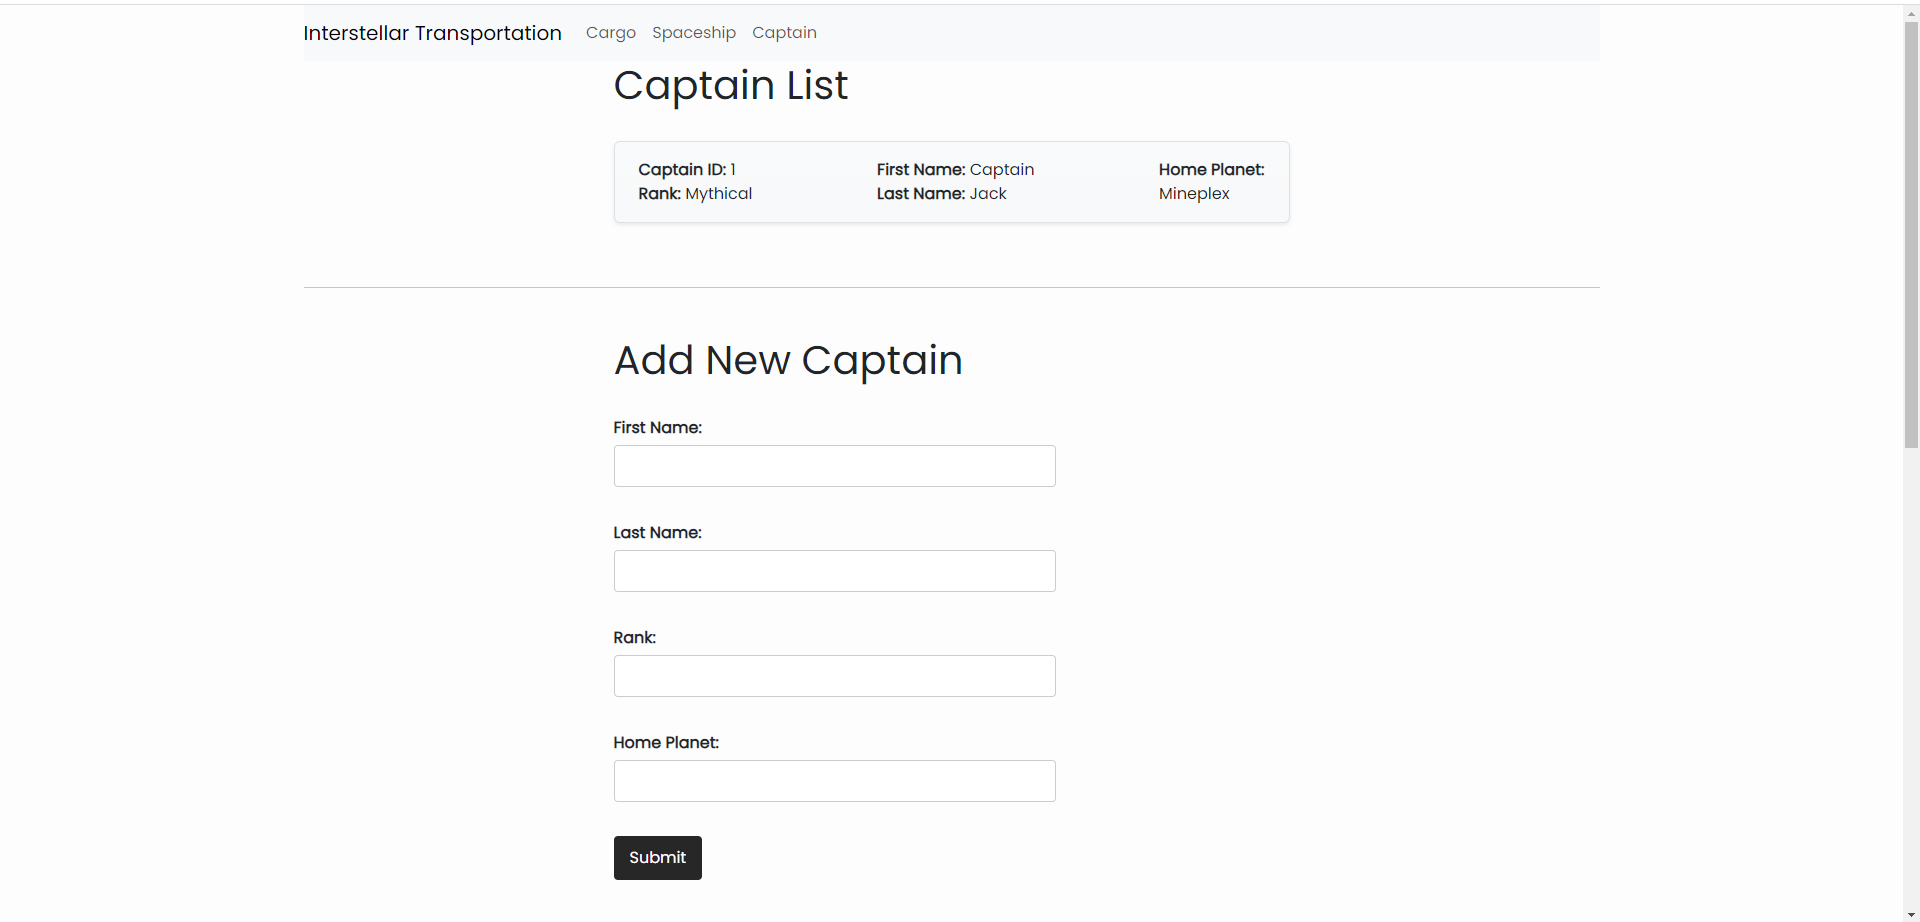 Interstellar Transportation Cargo Spaceship Captain
Captain List
Captain ID: 1 First Name: Captain Home Planet:
Rank: Mythical Last Name: Jack Mineplex
Add New Captain
First Name:
Last Name:
Rank:
Home Planet:
Submit